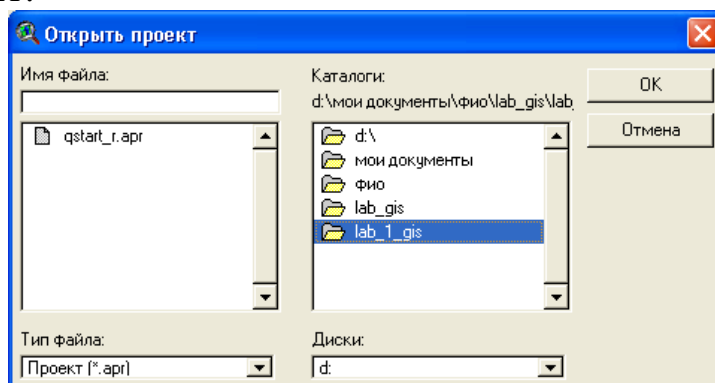 Открыть проект
Имя файла:
Каталоги:
d:\мои документы\фио\lab_gis\lab_
OK
Отмена
qstart_r.apr
d:\
мои документы
фио
lab_gis
lab_1_gis
Тип файла:
Диски:
Проект (*.apr)
d: